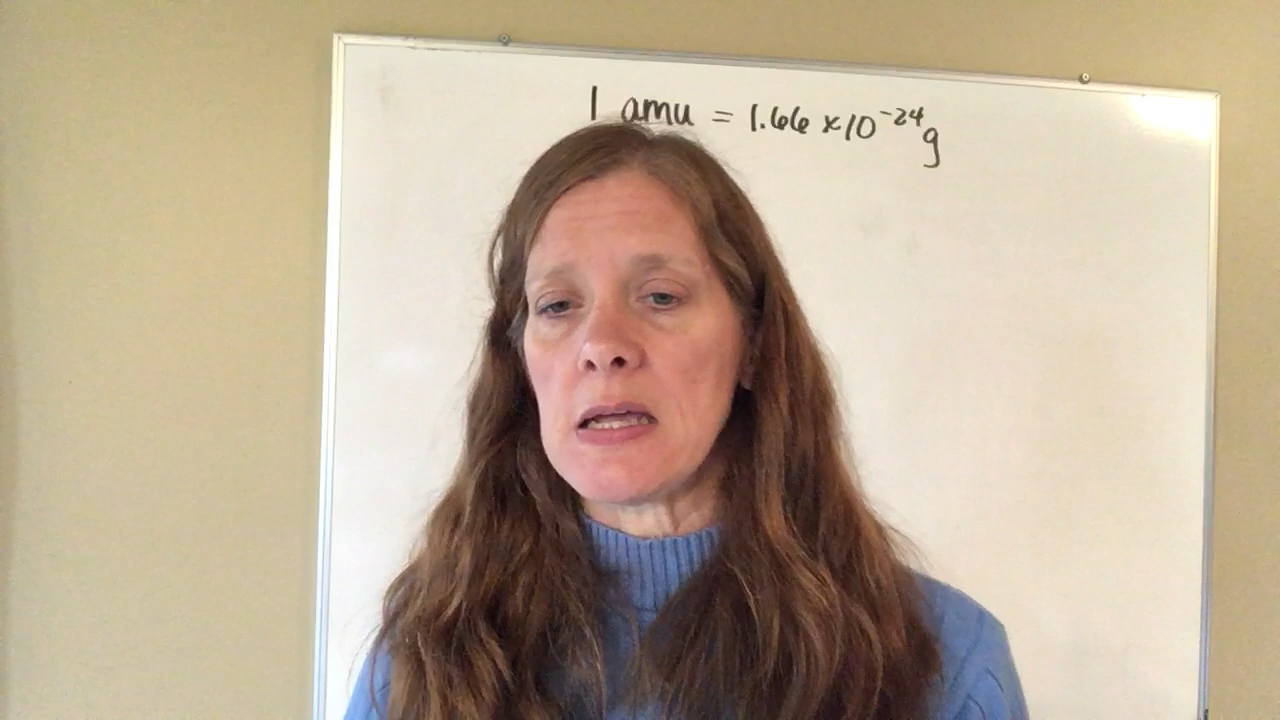 1 amu = 1.66 x 10⁻²⁴ g